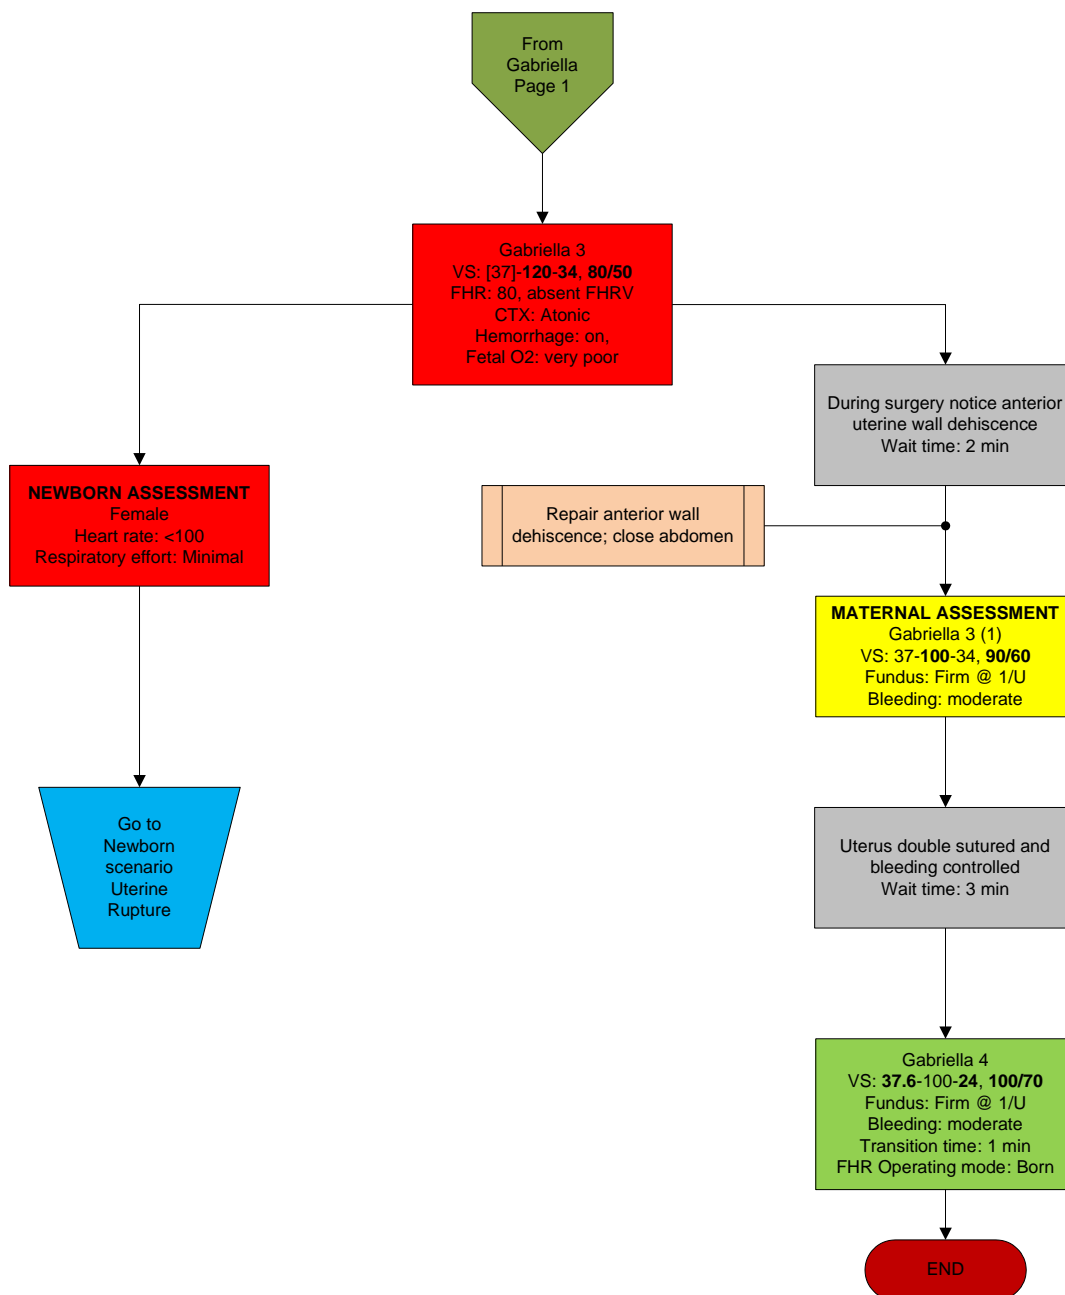 From
Gabriella
Page 1
Gabriella 3
VS: [37]-120-34, 80/50
FHR: 80, absent FHRV
CTX: Atonic
Hemorrhage: on,
Fetal O2: very poor
During surgery notice anterior
uterine wall dehiscence
Wait time: 2 min
NEWBORN ASSESSMENT
Female
Heart rate: <100
Respiratory effort: Minimal
Repair anterior wall
dehiscence; close abdomen
MATERNAL ASSESSMENT
Gabriella 3 (1)
VS: 37-100-34, 90/60
Fundus: Firm @ 1/U
Bleeding: moderate
Go to
Newborn
scenario
Uterine
Rupture
Uterus double sutured and
bleeding controlled
Wait time: 3 min
Gabriella 4
VS: 37.6-100-24, 100/70
Fundus: Firm @ 1/U
Bleeding: moderate
Transition time: 1 min
FHR Operating mode: Born
END